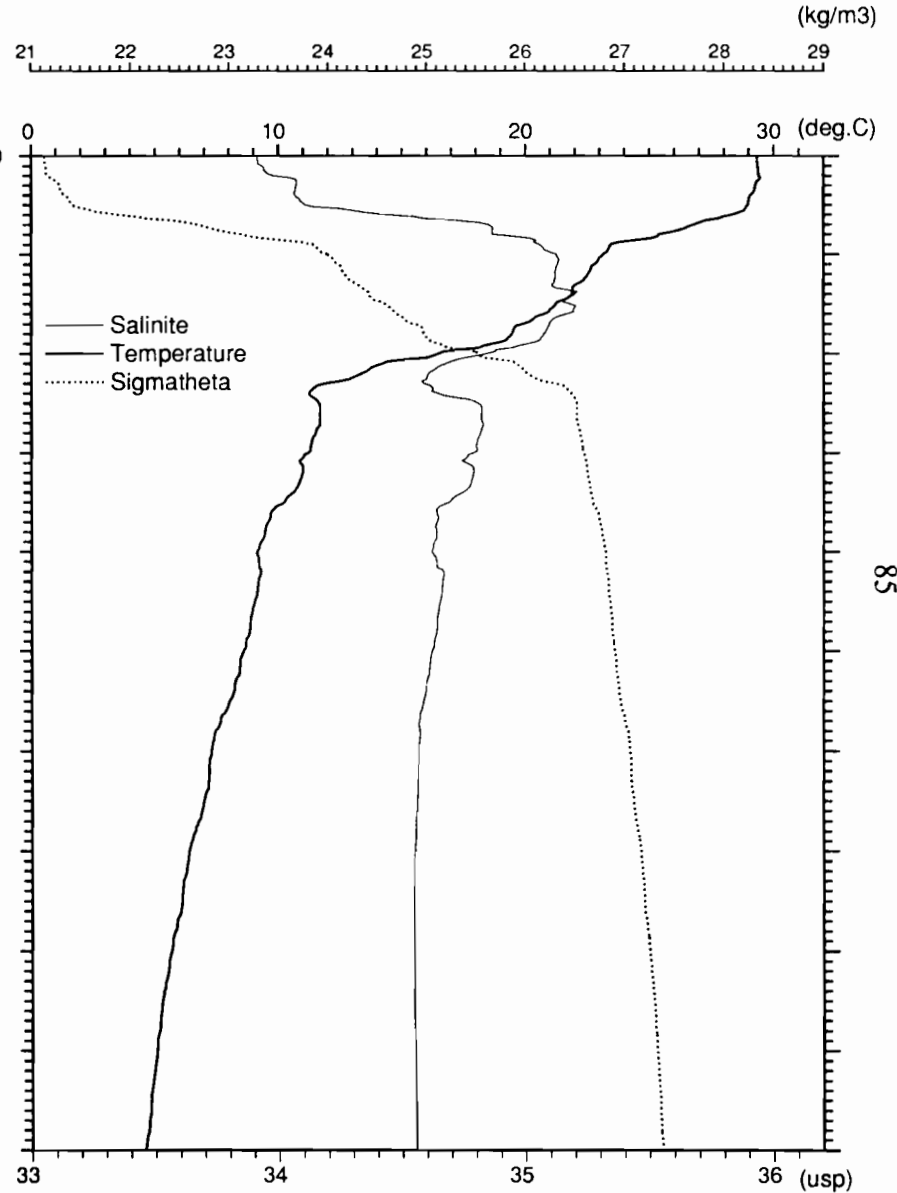 (kg/m3)
21 22 23 24 25 26 27 28 29
0 10 20 30 (deg.C)
Salinite
Temperature
Sigmatheta
85
33 34 35 36 (usp)